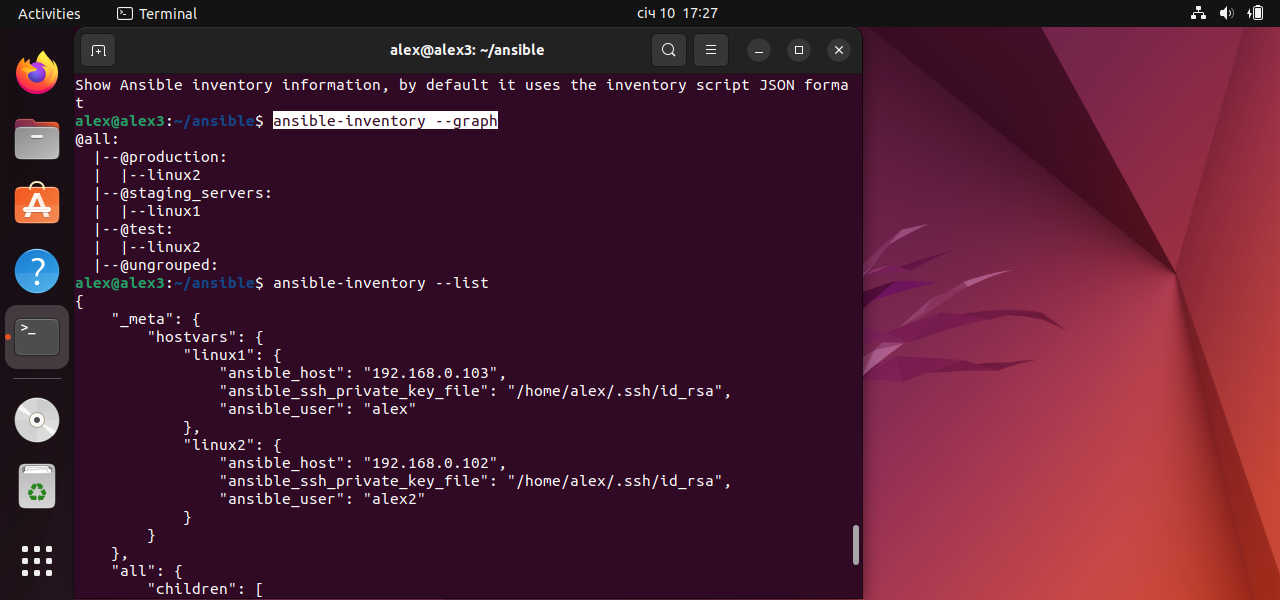 Activities Terminal січ 10 17:27
alex@alex3: ~/ansible
Show Ansible inventory information, by default it uses the inventory script JSON forma
t
alex@alex3:~/ansible$ ansible-inventory --graph
@all:
  |--@production:
  |  |--linux2
  |--@staging_servers:
  |  |--linux1
  |--@test:
  |  |--linux2
  |--@ungrouped:
alex@alex3:~/ansible$ ansible-inventory --list
{
    "_meta": {
        "hostvars": {
            "linux1": {
                "ansible_host": "192.168.0.103",
                "ansible_ssh_private_key_file": "/home/alex/.ssh/id_rsa",
                "ansible_user": "alex"
            },
            "linux2": {
                "ansible_host": "192.168.0.102",
                "ansible_ssh_private_key_file": "/home/alex/.ssh/id_rsa",
                "ansible_user": "alex2"
            }
        }
    },
    "all": {
        "children": [